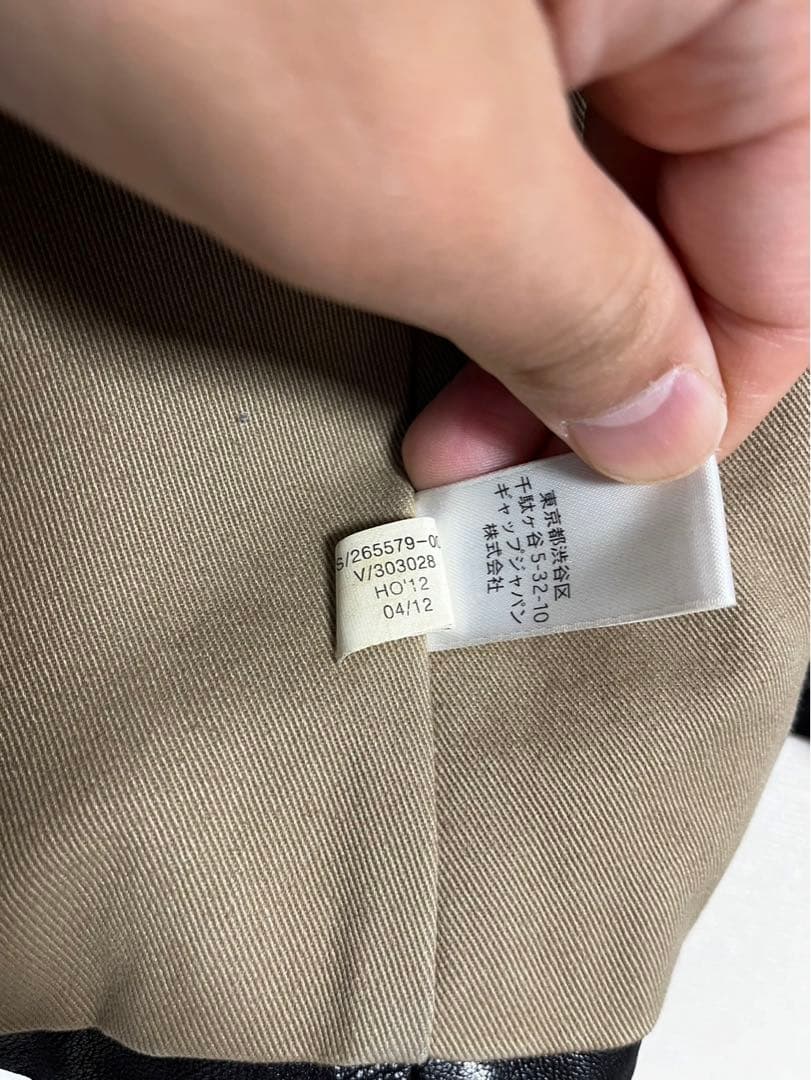 S/265579-00
V/303028
HO'12
04/12
東京都渋谷区
千駄ケ谷 5-32-10
ギャップジャパン
株式会社